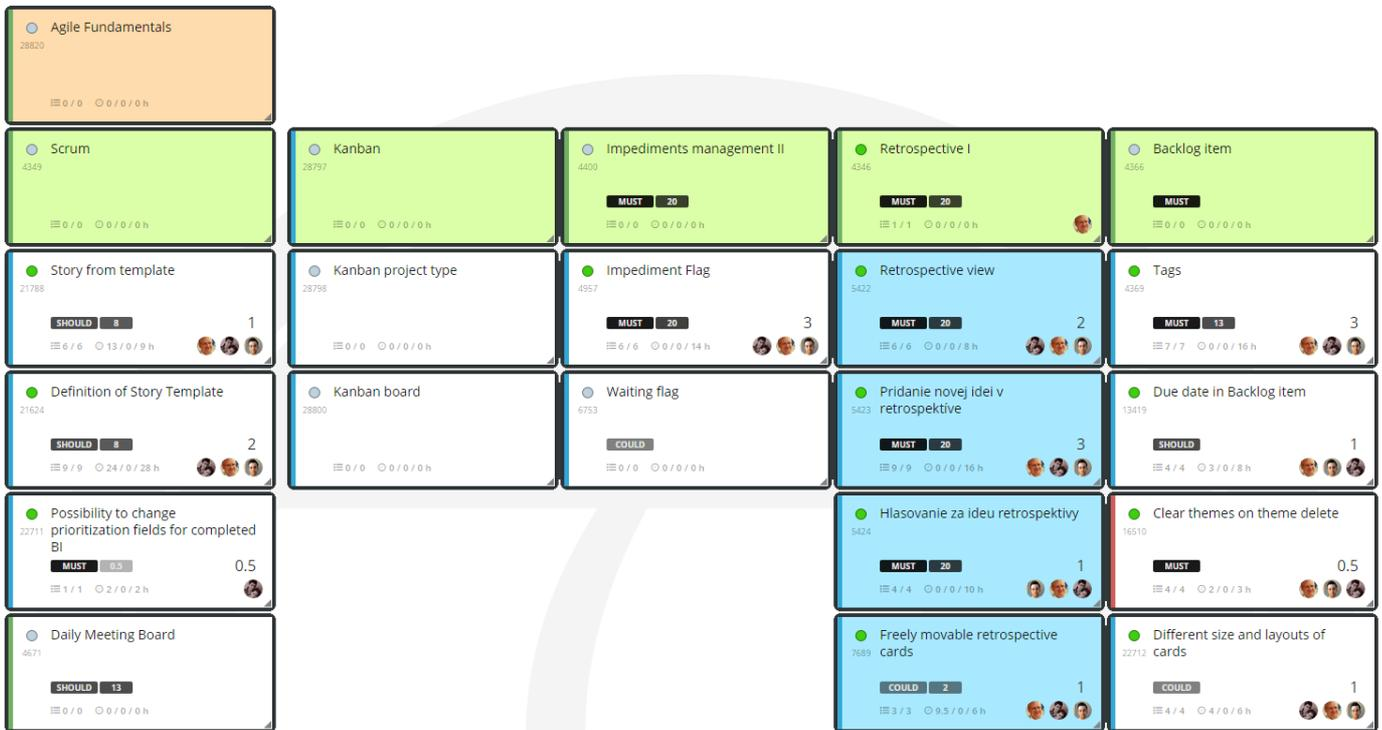 Agile Fundamentals
28820
0 / 0 0 / 0 / 0 h
Scrum
4349
0 / 0 0 / 0 / 0 h
Kanban
28797
0 / 0 0 / 0 / 0 h
Impediments management II
4400
MUST 20
0 / 0 0 / 0 / 0 h
Retrospective I
4346
MUST 20
1 / 1 0 / 0 / 0 h
Backlog item
4366
MUST
0 / 0 0 / 0 / 0 h
Story from template
21788
SHOULD 8 1
6 / 6 13 / 0 / 9 h
Kanban project type
28798
0 / 0 0 / 0 / 0 h
Impediment Flag
4957
MUST 20 3
6 / 6 0 / 0 / 14 h
Retrospective view
5422
MUST 20 2
6 / 6 0 / 0 / 8 h
Tags
4369
MUST 13 3
7 / 7 0 / 0 / 16 h
Definition of Story Template
21624
SHOULD 8 2
9 / 9 24 / 0 / 28 h
Kanban board
28800
0 / 0 0 / 0 / 0 h
Waiting flag
6753
COULD
0 / 0 0 / 0 / 0 h
Pridanie novej idei v
5423 retrospektíve
MUST 20 3
9 / 9 0 / 0 / 16 h
Due date in Backlog item
13419
SHOULD 1
4 / 4 3 / 0 / 8 h
Possibility to change
22711 prioritization fields for completed
BI
MUST 0.5 0.5
1 / 1 2 / 0 / 2 h
Hlasovanie za ideu retrospektivy
5424
MUST 20 1
4 / 4 0 / 0 / 10 h
Clear themes on theme delete
16510
MUST 0.5
4 / 4 2 / 0 / 3 h
Daily Meeting Board
4671
SHOULD 13
0 / 0 0 / 0 / 0 h
Freely movable retrospective
7689 cards
COULD 2 1
3 / 3 9.5 / 0 / 6 h
Different size and layouts of
22712 cards
COULD 1
4 / 4 4 / 0 / 6 h